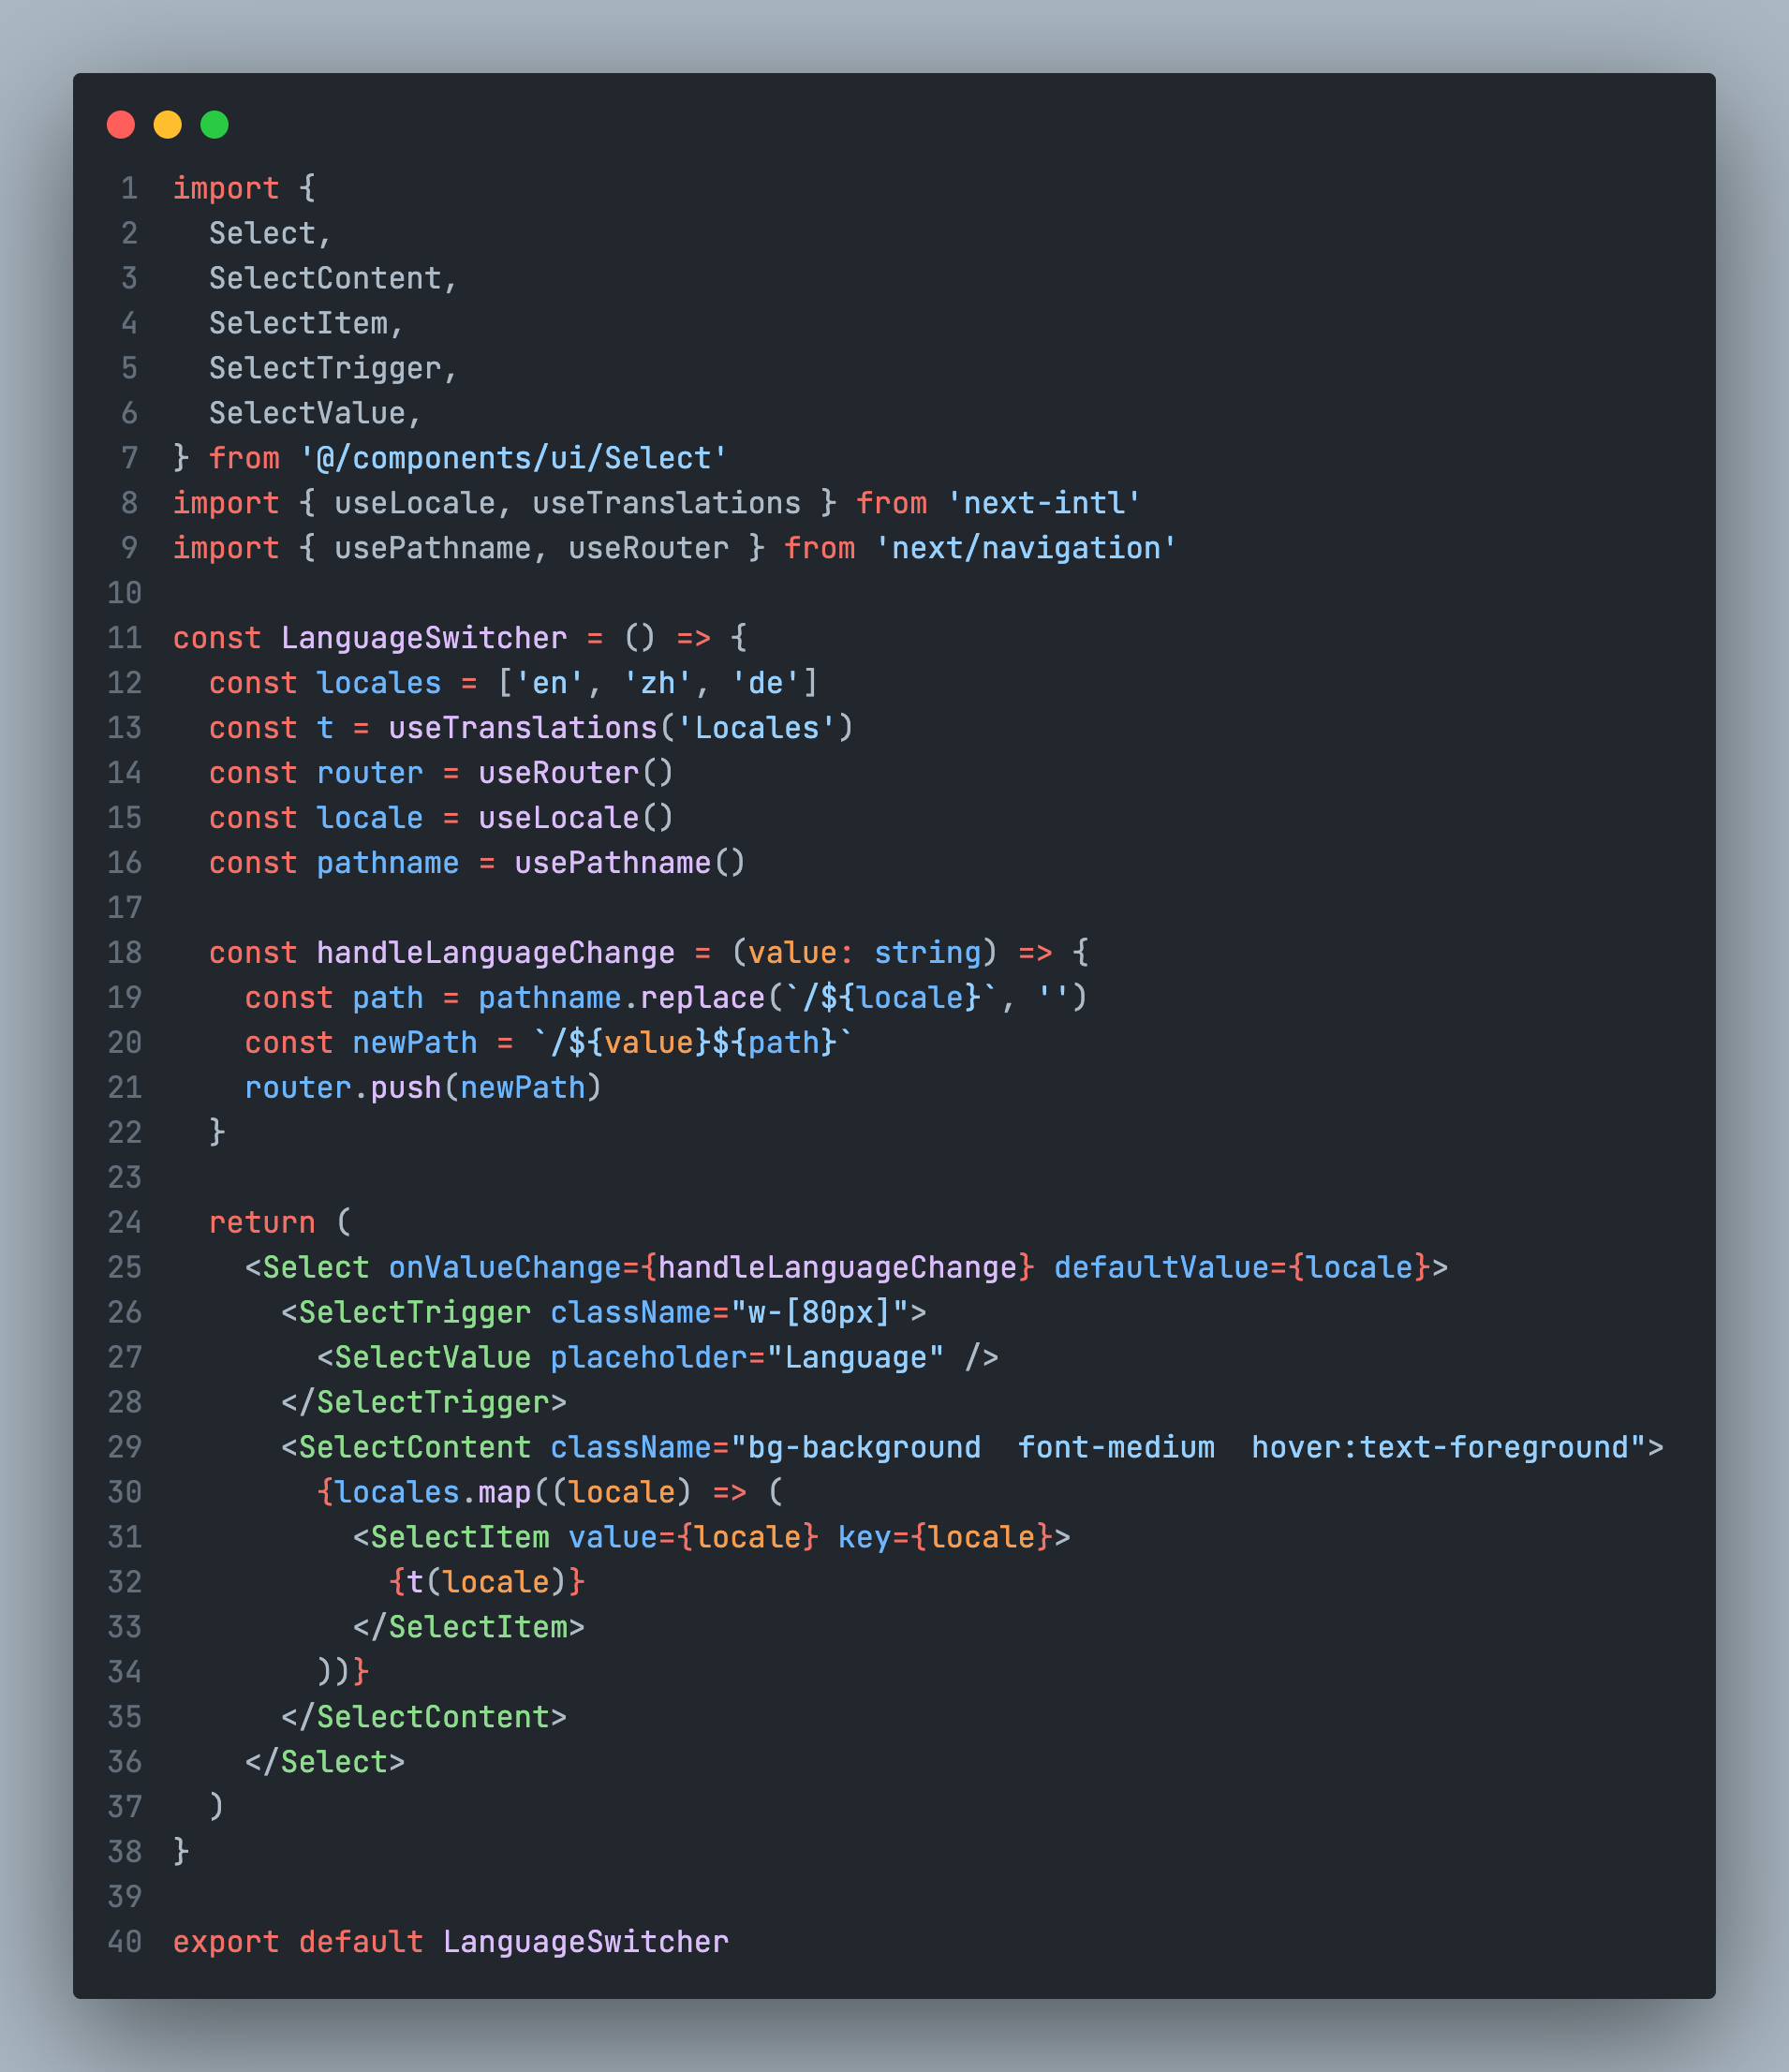 1 import {
2   Select,
3   SelectContent,
4   SelectItem,
5   SelectTrigger,
6   SelectValue,
7 } from '@/components/ui/Select'
8 import { useLocale, useTranslations } from 'next-intl'
9 import { usePathname, useRouter } from 'next/navigation'
10
11 const LanguageSwitcher = () => {
12   const locales = ['en', 'zh', 'de']
13   const t = useTranslations('Locales')
14   const router = useRouter()
15   const locale = useLocale()
16   const pathname = usePathname()
17
18   const handleLanguageChange = (value: string) => {
19     const path = pathname.replace(`/${locale}`, '')
20     const newPath = `/${value}${path}`
21     router.push(newPath)
22   }
23
24   return (
25     <Select onValueChange={handleLanguageChange} defaultValue={locale}>
26       <SelectTrigger className="w-[80px]">
27         <SelectValue placeholder="Language" />
28       </SelectTrigger>
29       <SelectContent className="bg-background  font-medium  hover:text-foreground">
30         {locales.map((locale) => (
31           <SelectItem value={locale} key={locale}>
32             {t(locale)}
33           </SelectItem>
34         ))}
35       </SelectContent>
36     </Select>
37   )
38 }
39
40 export default LanguageSwitcher